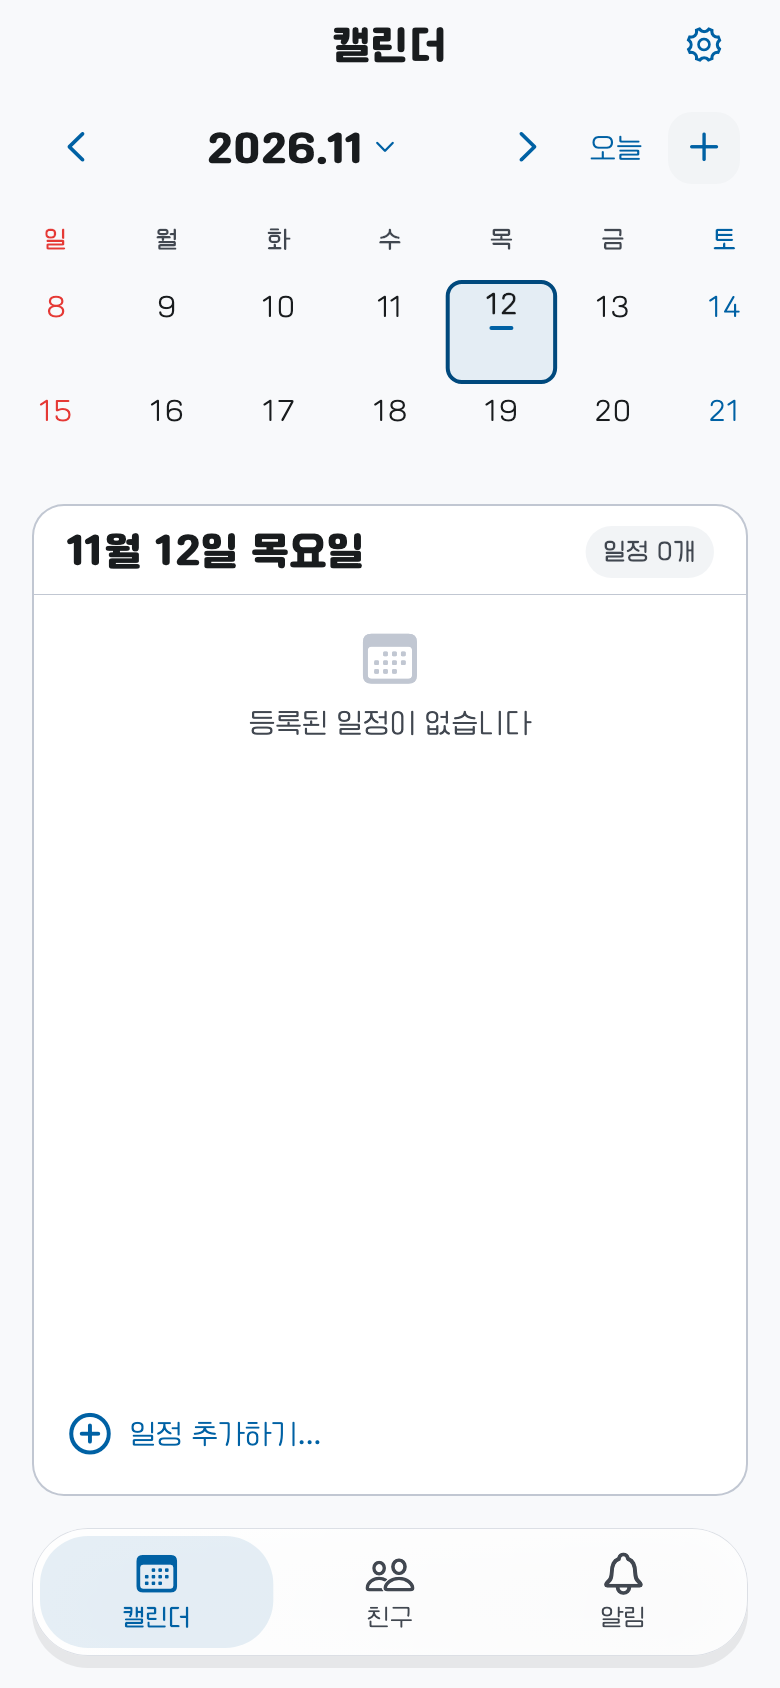 캘린더
2026.11 오늘
일 월 화 수 목 금 토
8 9 10 11 12 13 14
15 16 17 18 19 20 21
11월 12일 목요일 일정 0개
등록된 일정이 없습니다
일정 추가하기...
캘린더 친구 알림